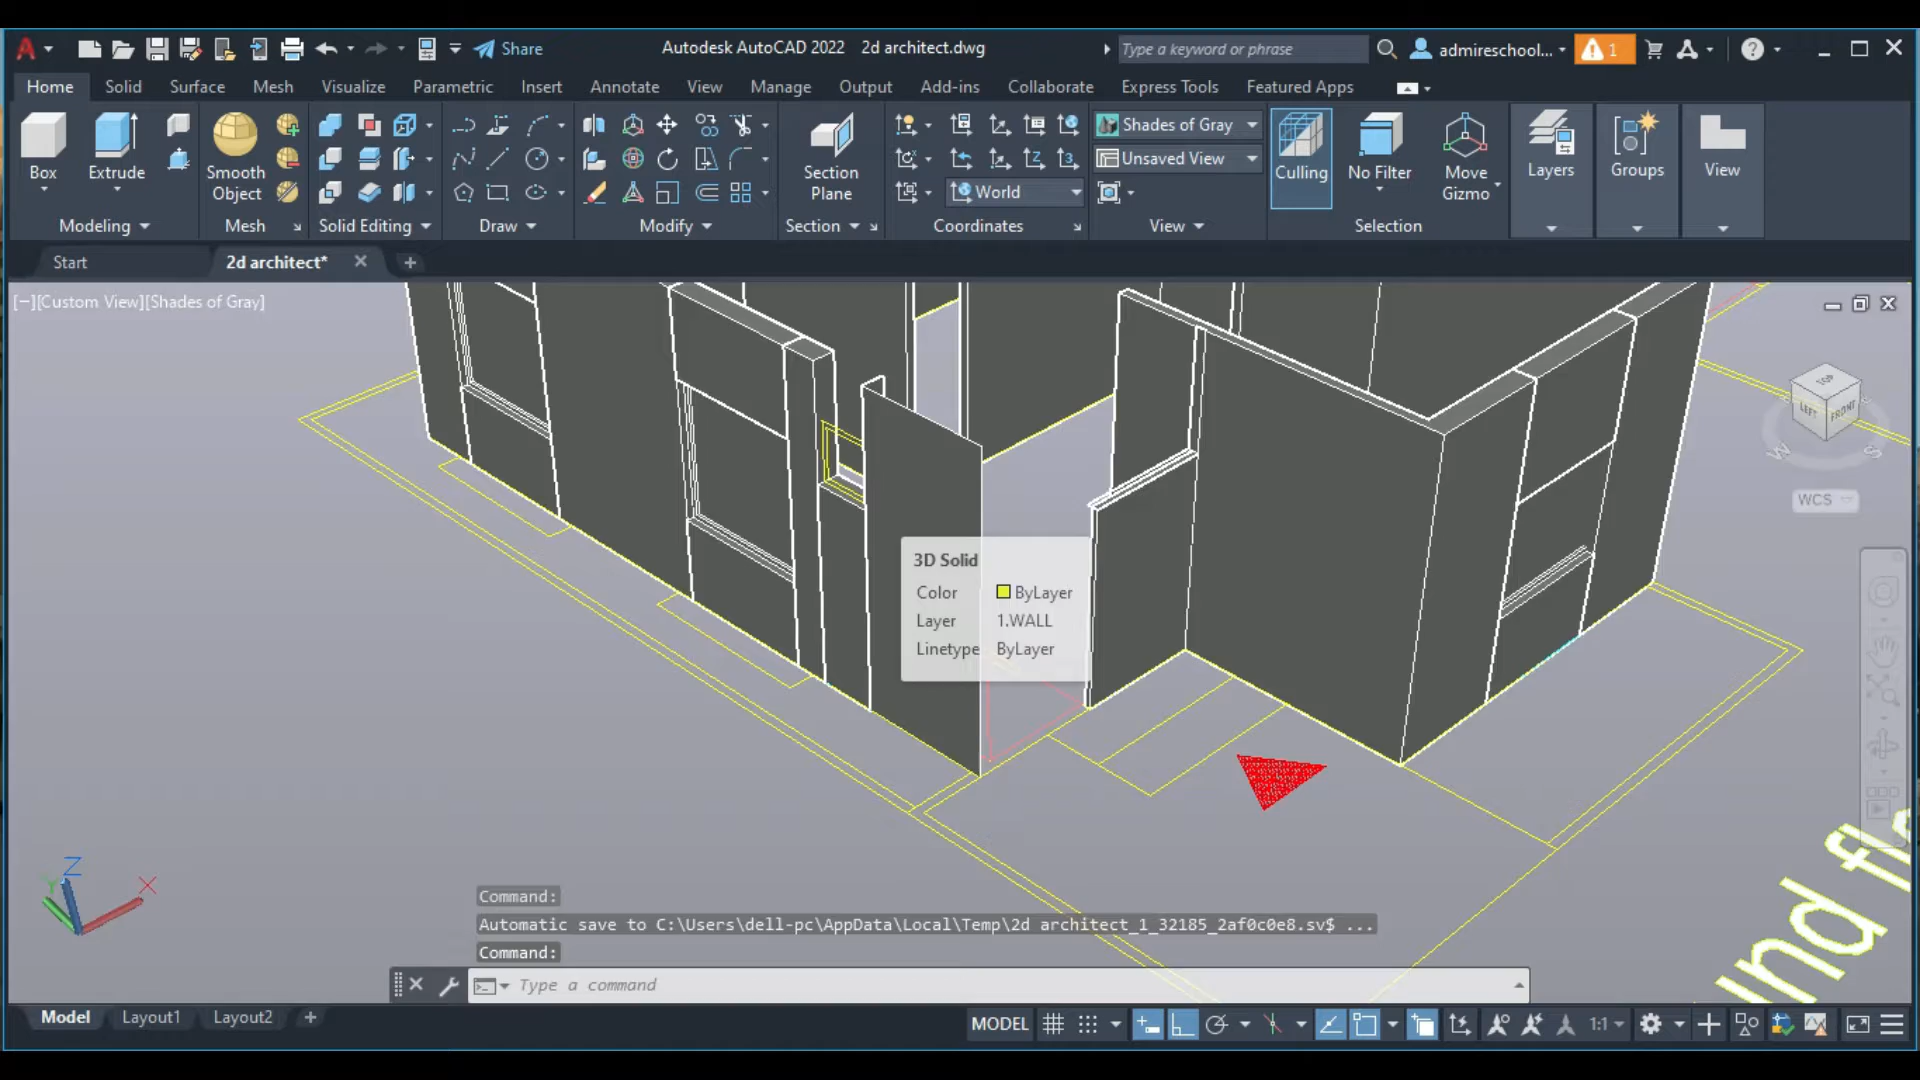 Share
Autodesk AutoCAD 2022 2d architect.dwg
Type a keyword or phrase
admireschool...
1
Home Solid Surface Mesh Visualize Parametric Insert Annotate View Manage Output Add-ins Collaborate Express Tools Featured Apps
Box
Extrude
Smooth Object
Section Plane
World
Shades of Gray
Unsaved View
Culling
No Filter
Move Gizmo
Layers
Groups
View
Modeling Mesh Solid Editing Draw Modify Section Coordinates View Selection
Start 2d architect*
[−][Custom View][Shades of Gray]
TOP
LEFT FRONT
W S
WCS
3D Solid
Color ByLayer
Layer 1.WALL
Linetype ByLayer
Z
Y X
Command:
Automatic save to C:\Users\dell-pc\AppData\Local\Temp\2d architect_1_32185_2af0c0e8.sv$ ...
Command:
Type a command
Model Layout1 Layout2
MODEL
1:1